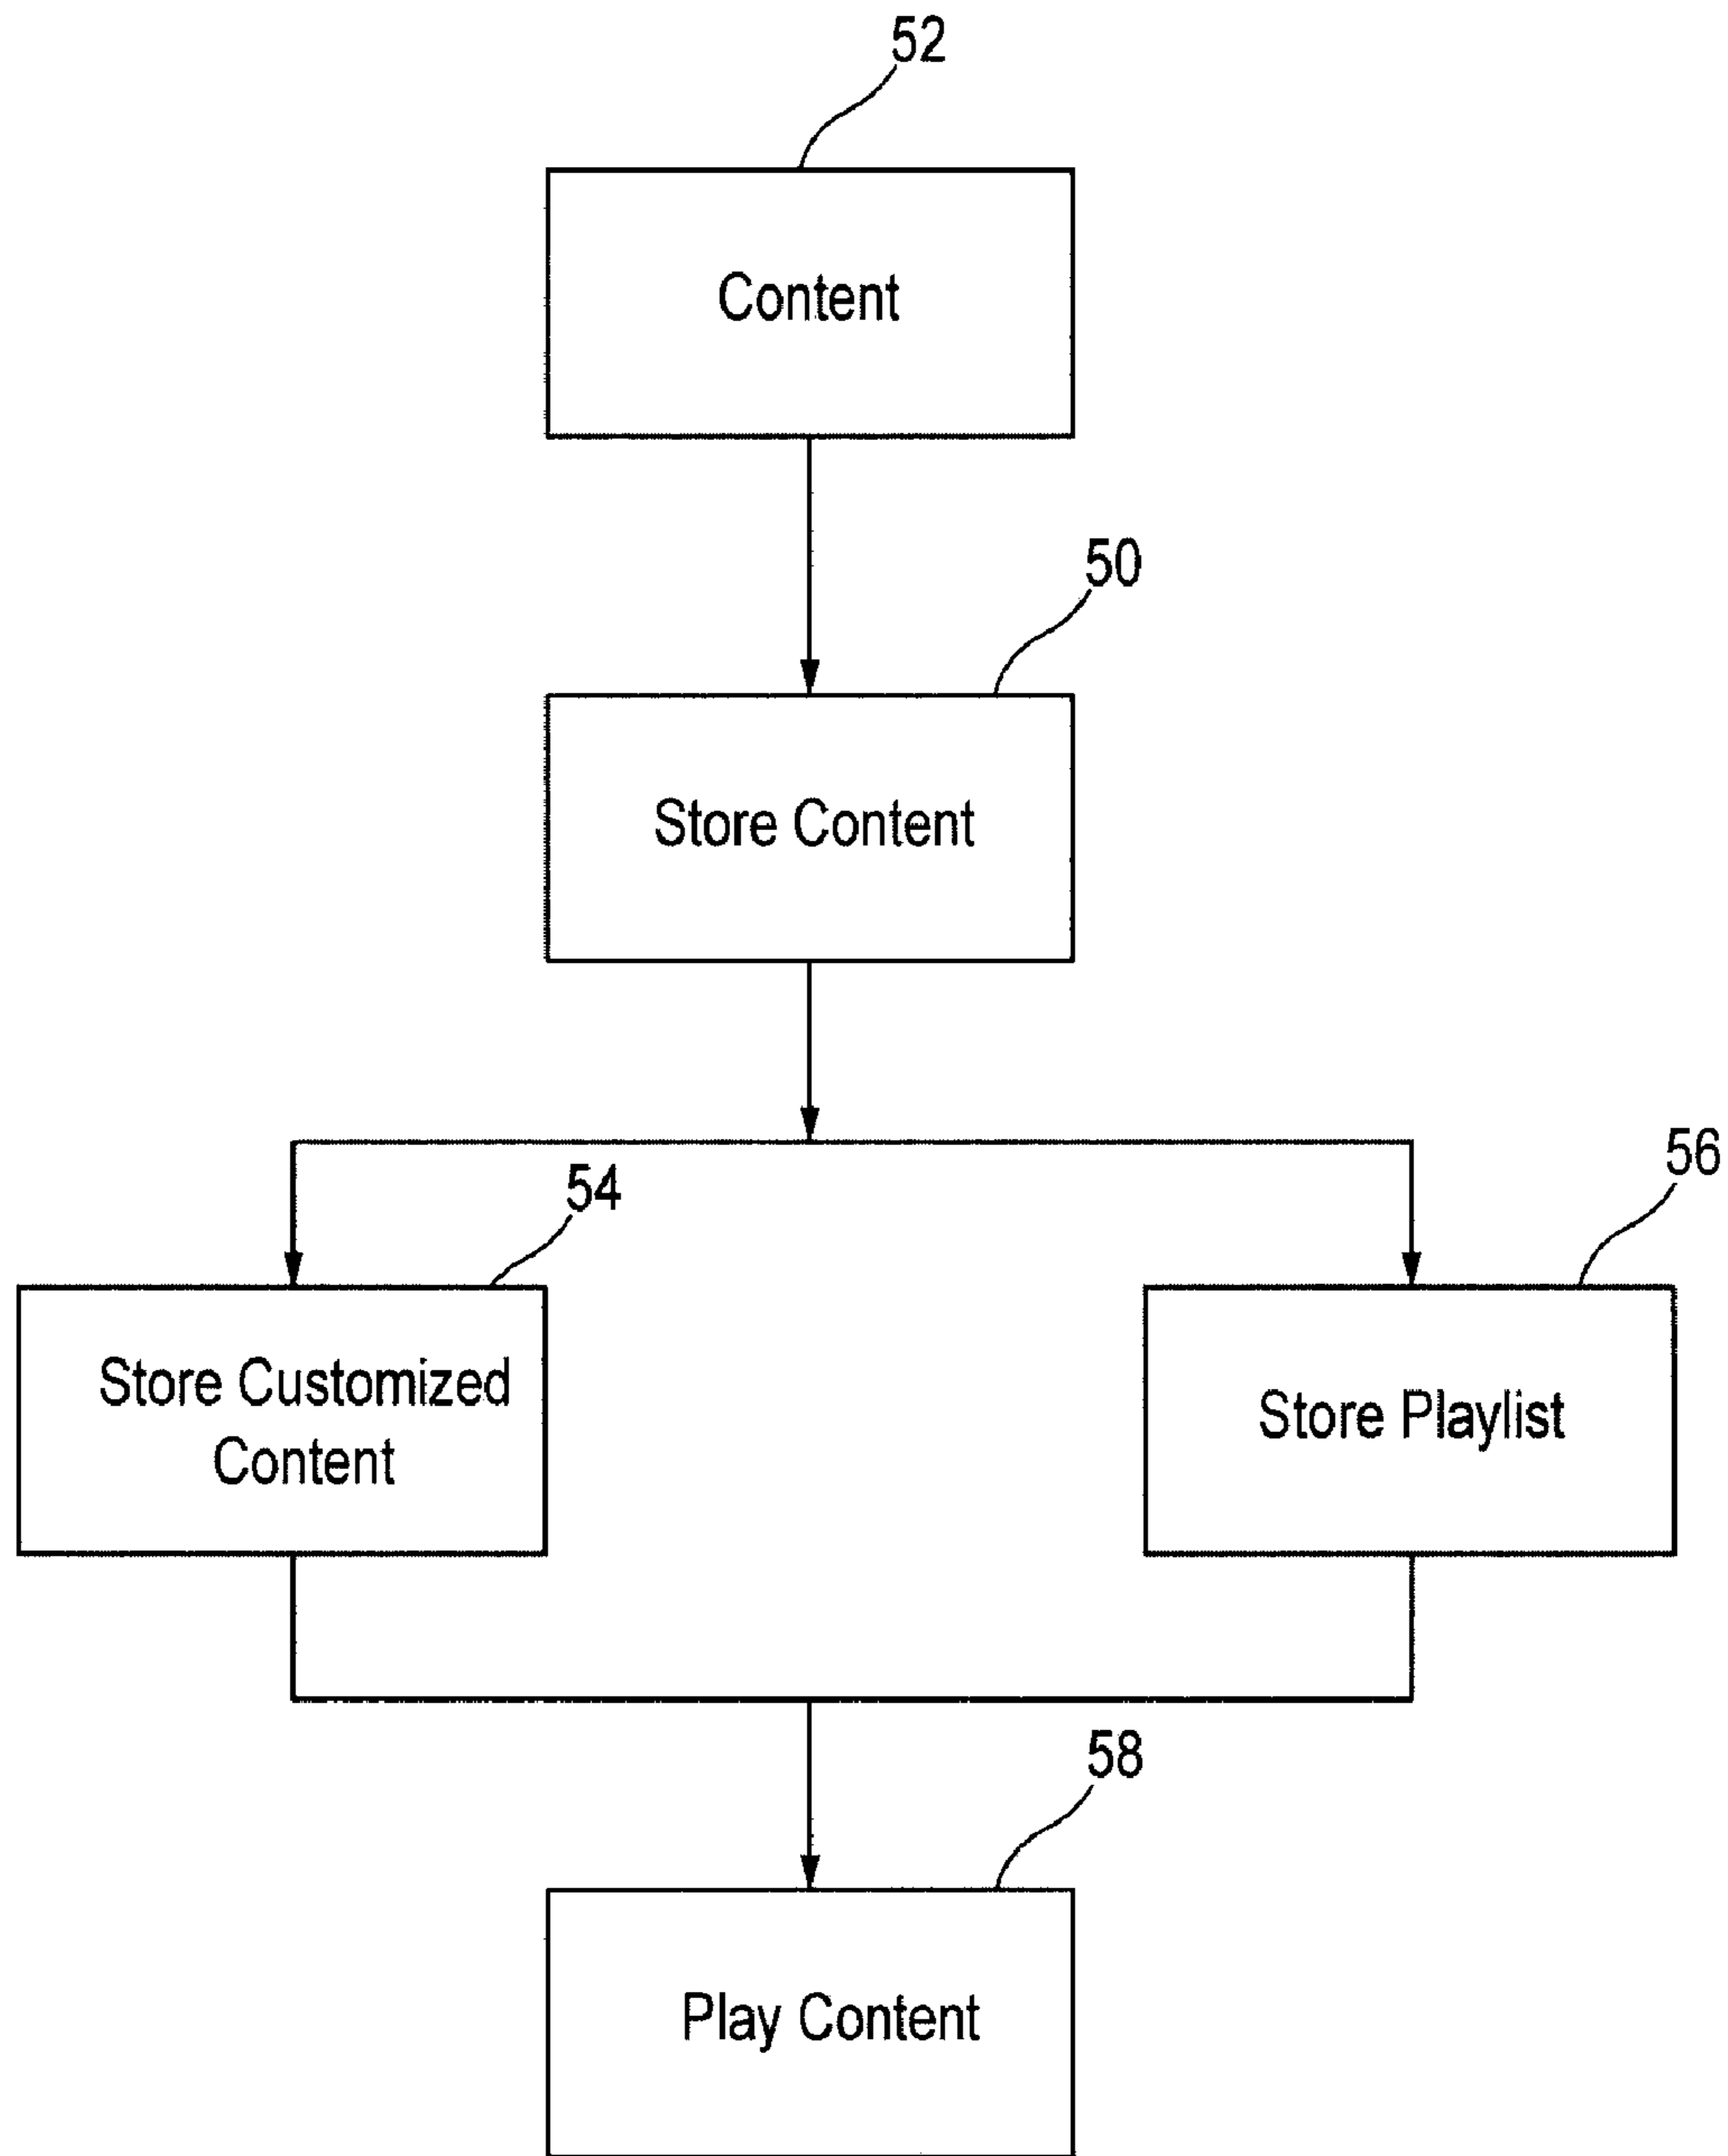 52
Content
50
Store Content
54
56
Store Customized
Content
Store Playlist
58
Play Content